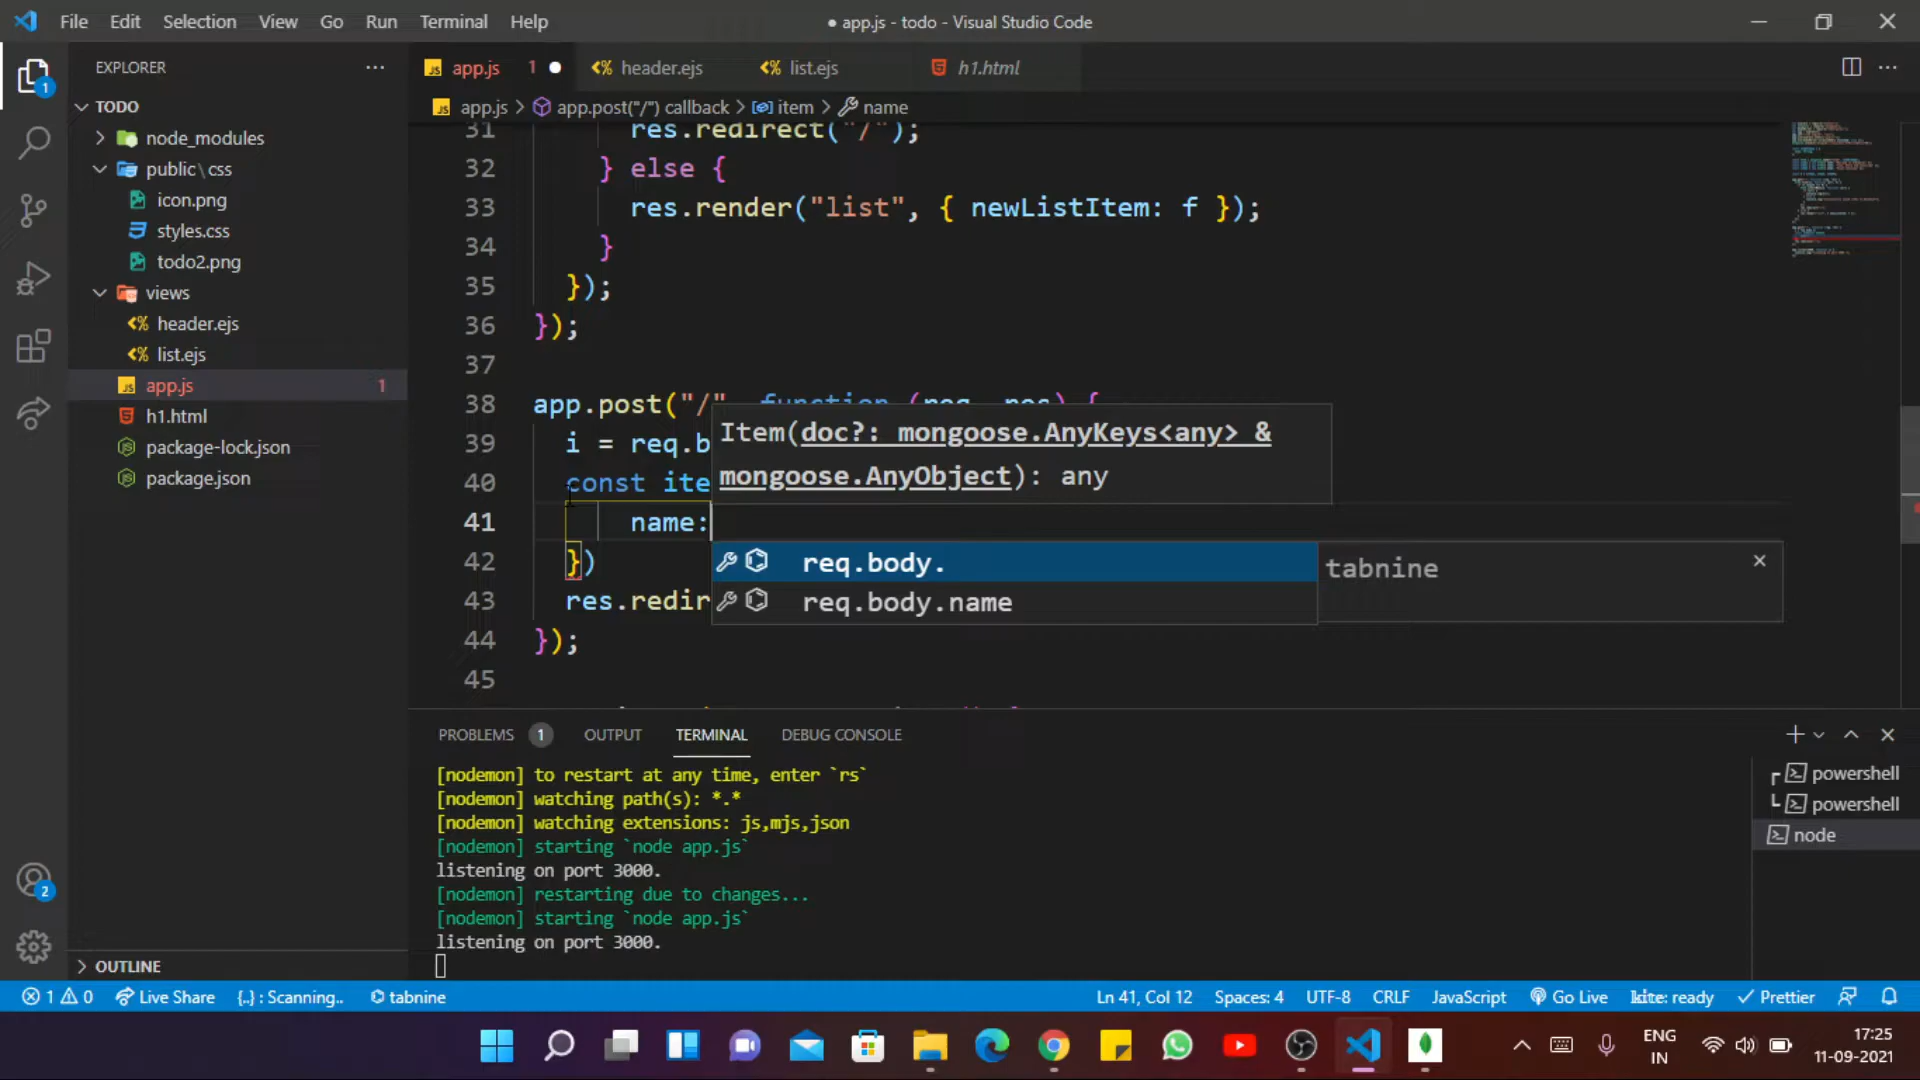 File Edit Selection View Go Run Terminal Help
● app.js - todo - Visual Studio Code
EXPLORER
TODO
node_modules
public\css
icon.png
styles.css
todo2.png
views
header.ejs
list.ejs
app.js 1
h1.html
package-lock.json
package.json
OUTLINE
app.js 1
header.ejs
list.ejs
h1.html
app.js > app.post("/") callback > item > name
31 res.redirect("/");
32 } else {
33 res.render("list", { newListItem: f });
34 }
35 });
36 });
37
38 app.post("/", function (req, res) {
39 i = req.b
40 const ite
41 name:
42 })
43 res.redir
44 });
45
Item(doc?: mongoose.AnyKeys<any> &
mongoose.AnyObject): any
req.body.
req.body.name
tabnine
PROBLEMS 1 OUTPUT TERMINAL DEBUG CONSOLE
[nodemon] to restart at any time, enter `rs`
[nodemon] watching path(s): *.*
[nodemon] watching extensions: js,mjs,json
[nodemon] starting `node app.js`
listening on port 3000.
[nodemon] restarting due to changes...
[nodemon] starting `node app.js`
listening on port 3000.
powershell
powershell
node
1 0 Live Share {..} : Scanning.. tabnine
Ln 41, Col 12 Spaces: 4 UTF-8 CRLF JavaScript Go Live kite: ready Prettier
1
2
ENG
IN
17:25
11-09-2021